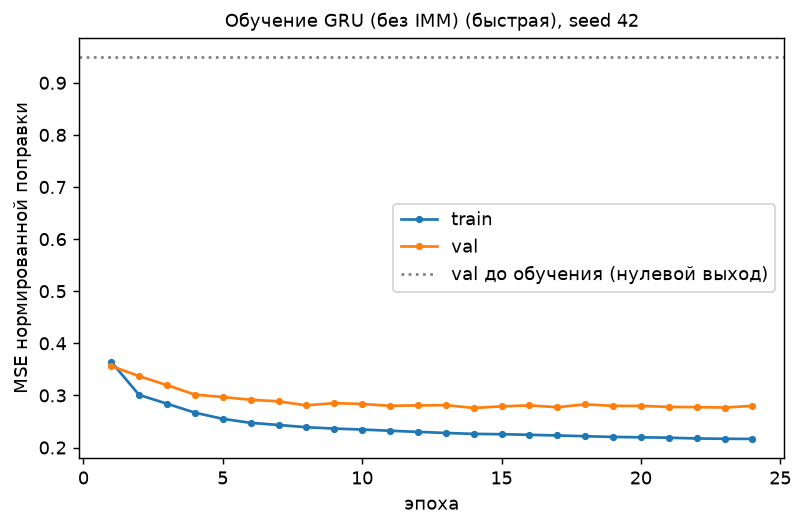 Обучение GRU (без IMM) (быстрая), seed 42
MSE нормированной поправки
0.9
0.8
0.7
0.6
0.5
0.4
0.3
0.2
train
val
val до обучения (нулевой выход)
0 5 10 15 20 25
эпоха